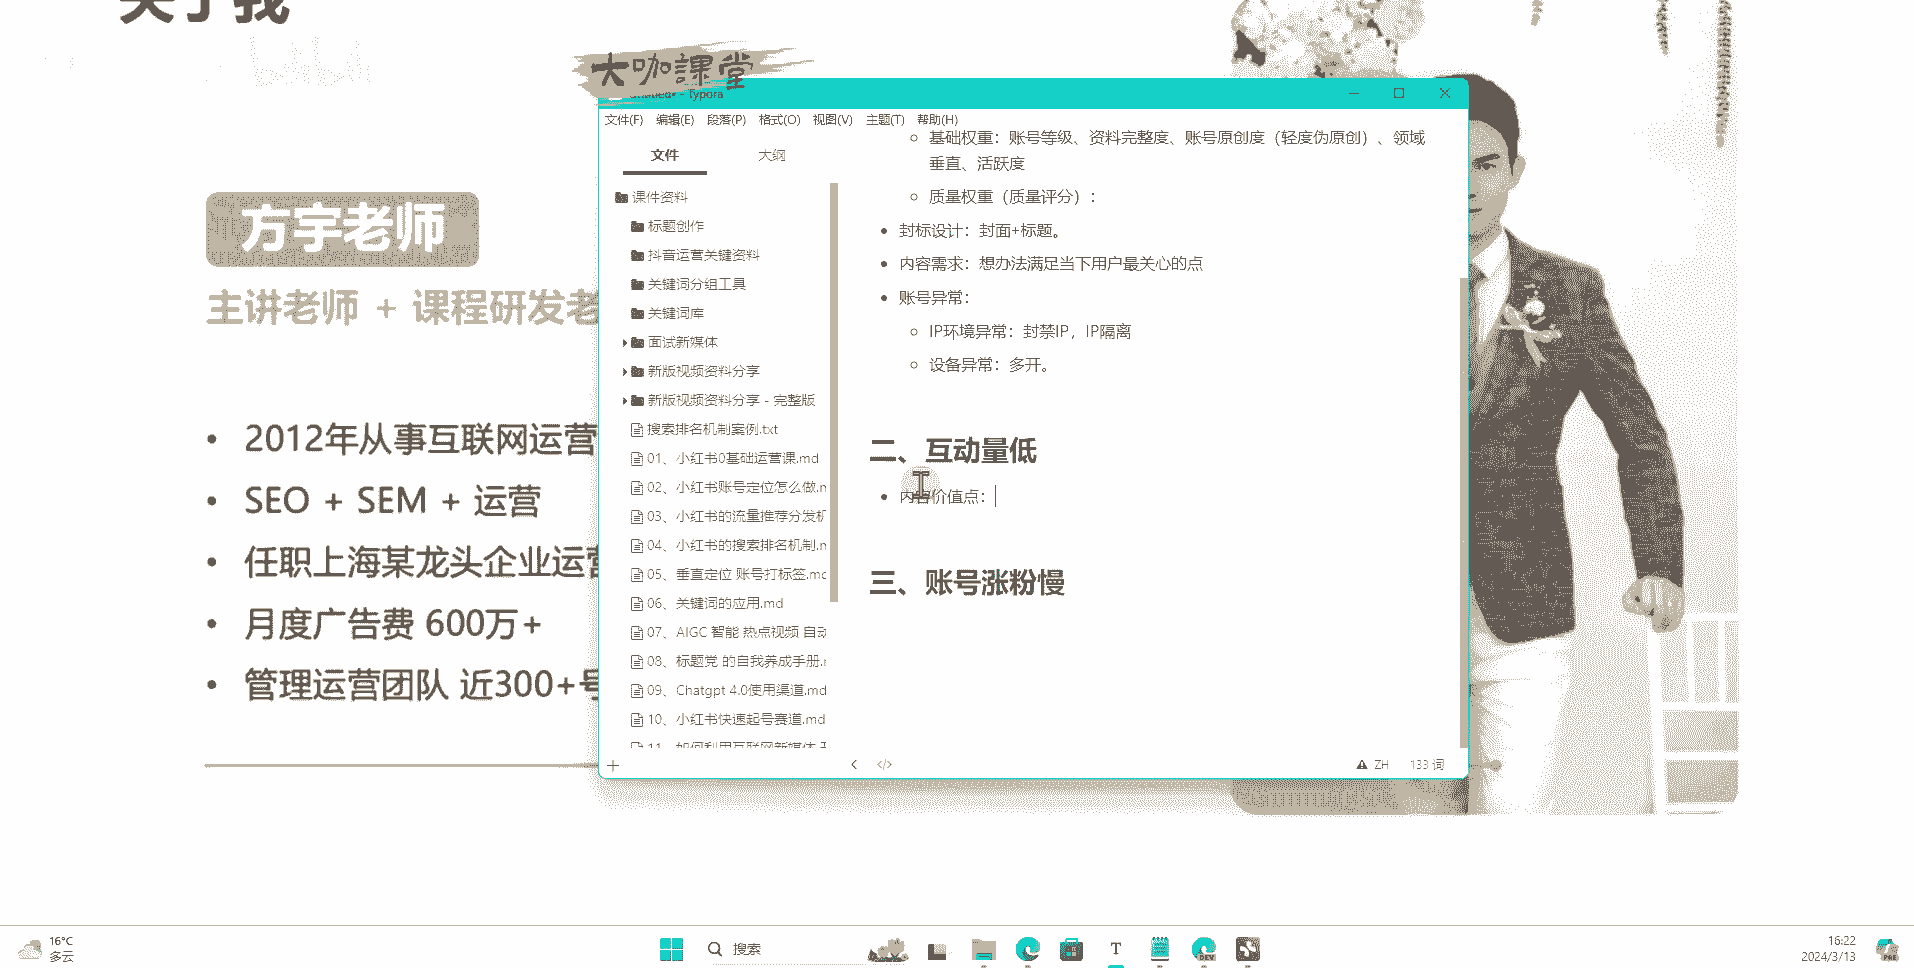 关于我
bilibili
大咖課堂
Typora
文件(F) 编辑(E) 段落(P) 格式(O) 视图(V) 主题(T) 帮助(H)
文件 大纲
课件资料
标题创作
抖音运营关键资料
关键词分组工具
关键词库
面试新媒体
新版视频资料分享
新版视频资料分享 - 完整版
搜索排名机制案例.txt
01、小红书0基础运营课.md
02、小红书账号定位怎么做.m
03、小红书的流量推荐分发机
04、小红书的搜索排名机制.m
05、垂直定位 账号打标签.md
06、关键词的应用.md
07、AIGC 智能 热点视频 自动
08、标题党 的自我养成手册.
09、Chatgpt 4.0使用渠道.md
10、小红书快速起号赛道.md
11、如何利用互联网新媒体
基础权重：账号等级、资料完整度、账号原创度（轻度伪原创）、领域
垂直、活跃度
质量权重（质量评分）：
封标设计：封面+标题。
内容需求：想办法满足当下用户最关心的点
账号异常：
IP环境异常：封禁IP，IP隔离
设备异常：多开。
二、互动量低
内容价值点：
三、账号涨粉慢
ZH 133 词
方宇老师
主讲老师 + 课程研发老
2012年从事互联网运营
SEO + SEM + 运营
任职上海某龙头企业运营
月度广告费 600万+
管理运营团队 近300+号
16°C
多云
搜索
T
DEV
16:22
2024/3/13
PRE